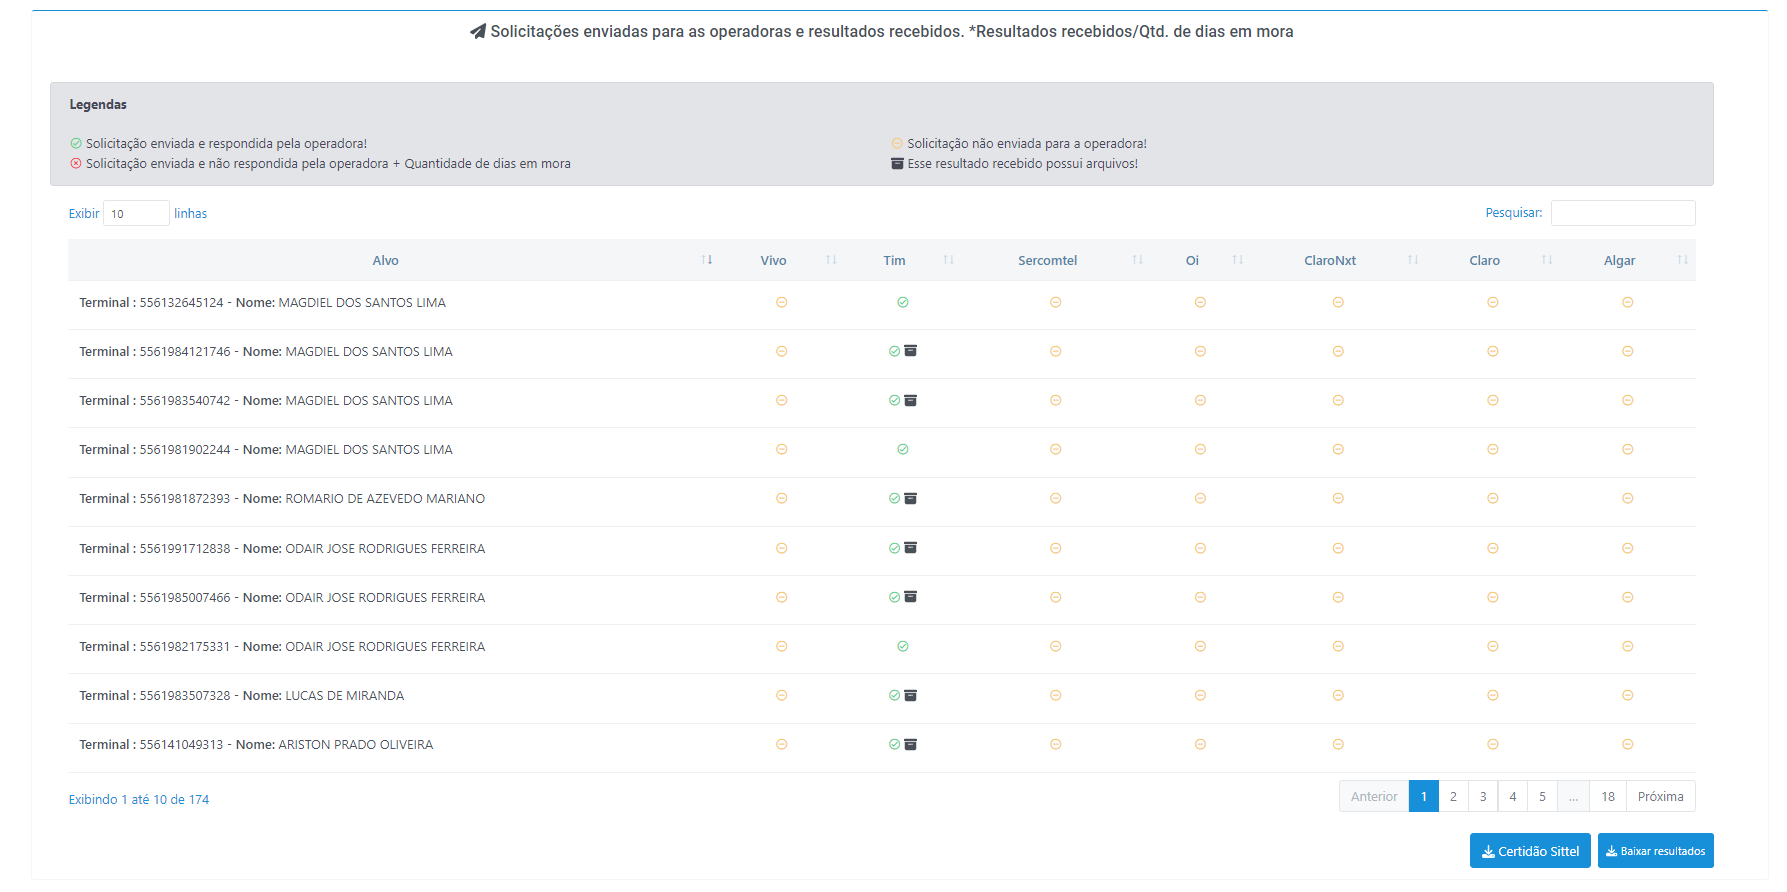 Solicitações enviadas para as operadoras e resultados recebidos. *Resultados recebidos/Qtd. de dias em mora
Legendas
Solicitação enviada e respondida pela operadora!
Solicitação não enviada para a operadora!
Solicitação enviada e não respondida pela operadora + Quantidade de dias em mora
Esse resultado recebido possui arquivos!
Exibir 10 linhas
Pesquisar:
Alvo Vivo Tim Sercomtel Oi ClaroNxt Claro Algar
Terminal : 556132645124 - Nome: MAGDIEL DOS SANTOS LIMA
Terminal : 5561984121746 - Nome: MAGDIEL DOS SANTOS LIMA
Terminal : 5561983540742 - Nome: MAGDIEL DOS SANTOS LIMA
Terminal : 5561981902244 - Nome: MAGDIEL DOS SANTOS LIMA
Terminal : 5561981872393 - Nome: ROMARIO DE AZEVEDO MARIANO
Terminal : 5561991712838 - Nome: ODAIR JOSE RODRIGUES FERREIRA
Terminal : 5561985007466 - Nome: ODAIR JOSE RODRIGUES FERREIRA
Terminal : 5561982175331 - Nome: ODAIR JOSE RODRIGUES FERREIRA
Terminal : 5561983507328 - Nome: LUCAS DE MIRANDA
Terminal : 556141049313 - Nome: ARISTON PRADO OLIVEIRA
Exibindo 1 até 10 de 174
Anterior 1 2 3 4 5 ... 18 Próxima
Certidão Sittel
Baixar resultados